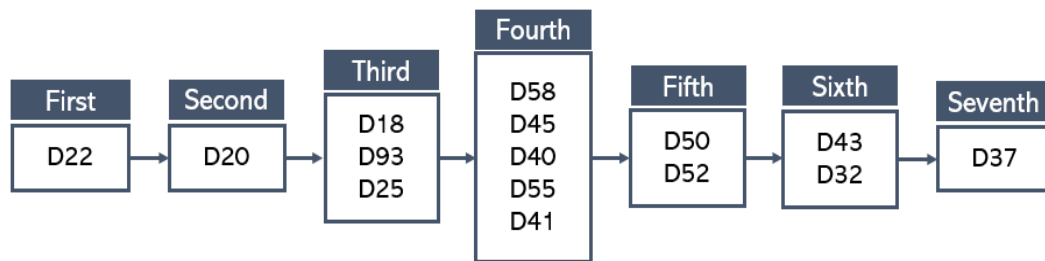 First
D22
Second
D20
Third
D18
D93
D25
Fourth
D58
D45
D40
D55
D41
Fifth
D50
D52
Sixth
D43
D32
Seventh
D37